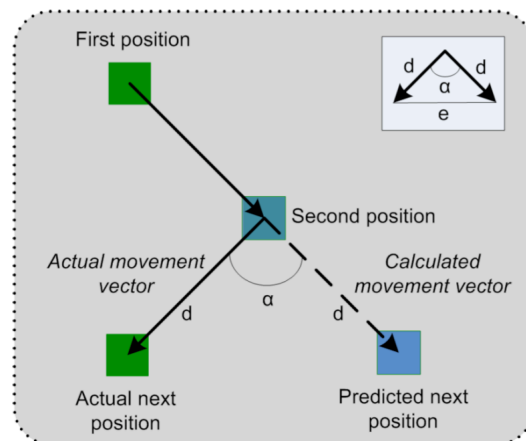 First position
d
d
α
e
Second position
Actual movement
vector
Calculated
movement vector
α
d
d
Actual next
position
Predicted next
position